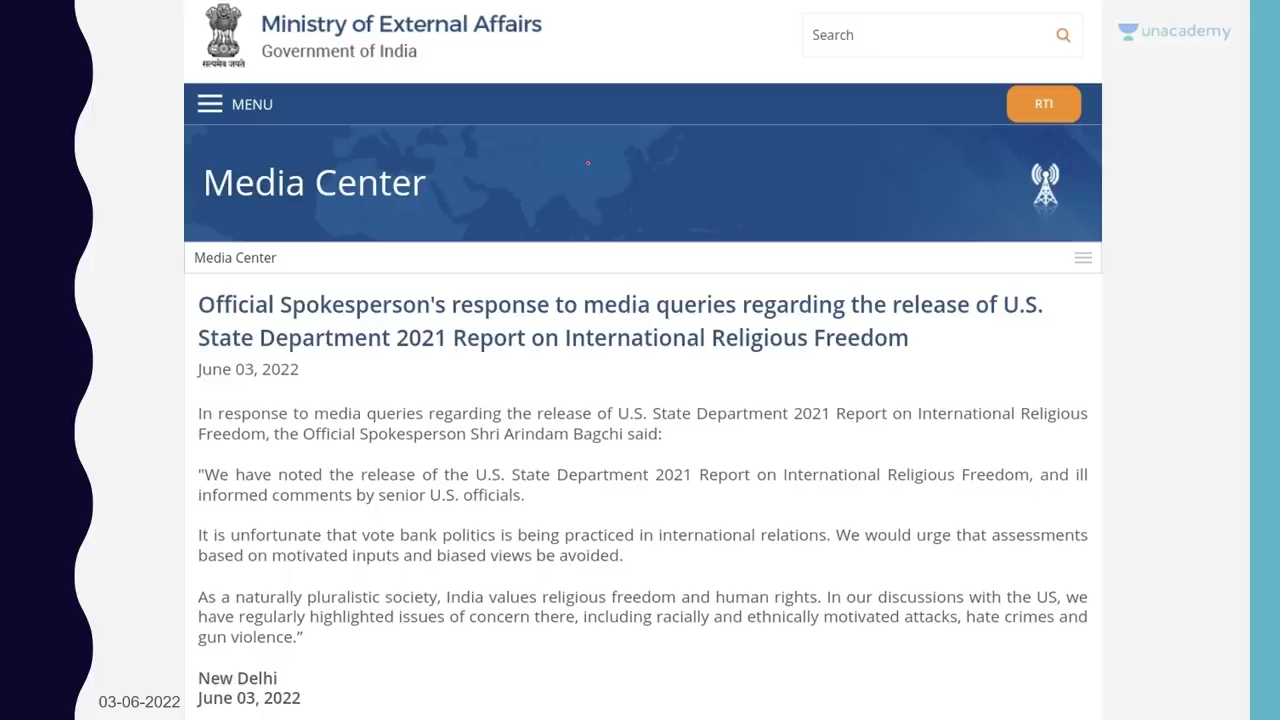 Ministry of External Affairs
Government of India
सत्यमेव जयते
Search
unacademy
MENU
RTI
Media Center
Media Center
Official Spokesperson's response to media queries regarding the release of U.S.
State Department 2021 Report on International Religious Freedom
June 03, 2022
In response to media queries regarding the release of U.S. State Department 2021 Report on International Religious
Freedom, the Official Spokesperson Shri Arindam Bagchi said:
"We have noted the release of the U.S. State Department 2021 Report on International Religious Freedom, and ill
informed comments by senior U.S. officials.
It is unfortunate that vote bank politics is being practiced in international relations. We would urge that assessments
based on motivated inputs and biased views be avoided.
As a naturally pluralistic society, India values religious freedom and human rights. In our discussions with the US, we
have regularly highlighted issues of concern there, including racially and ethnically motivated attacks, hate crimes and
gun violence.”
New Delhi
June 03, 2022
03-06-2022